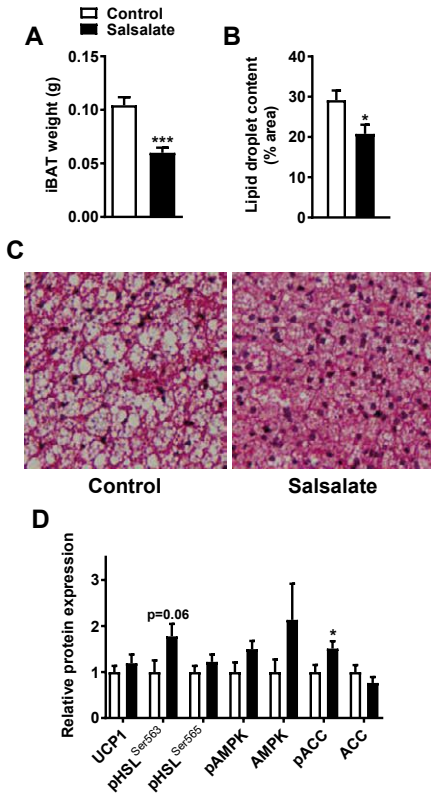 Control
Salsalate
A
B
iBAT weight (g)
0.15
0.10
0.05
0.00
***
Lipid droplet content
(% area)
40
30
20
10
0
*
C
Control
Salsalate
D
Relative protein expression
3
2
1
0
p=0.06
*
UCP1
pHSL Ser563
pHSL Ser565
pAMPK
AMPK
pACC
ACC